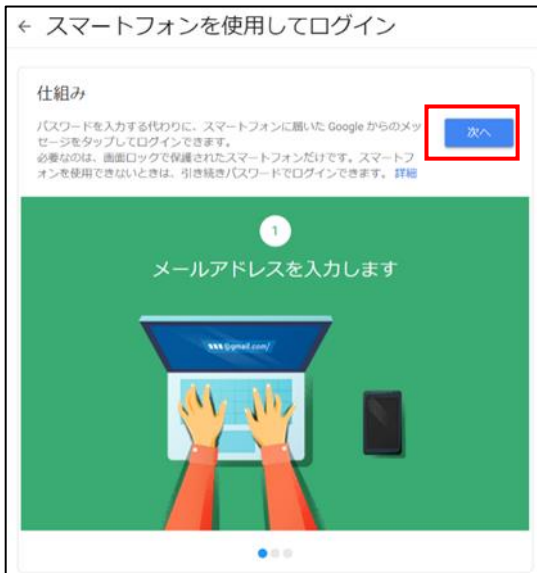 ← スマートフォンを使用してログイン
仕組み
パスワードを入力する代わりに、スマートフォンに届いた Google からのメッ
セージをタップしてログインできます。
必要なのは、画面ロックで保護されたスマートフォンだけです。スマートフ
ォンを使用できないときは、引き続きパスワードでログインできます。 詳細
次へ
1
メールアドレスを入力します